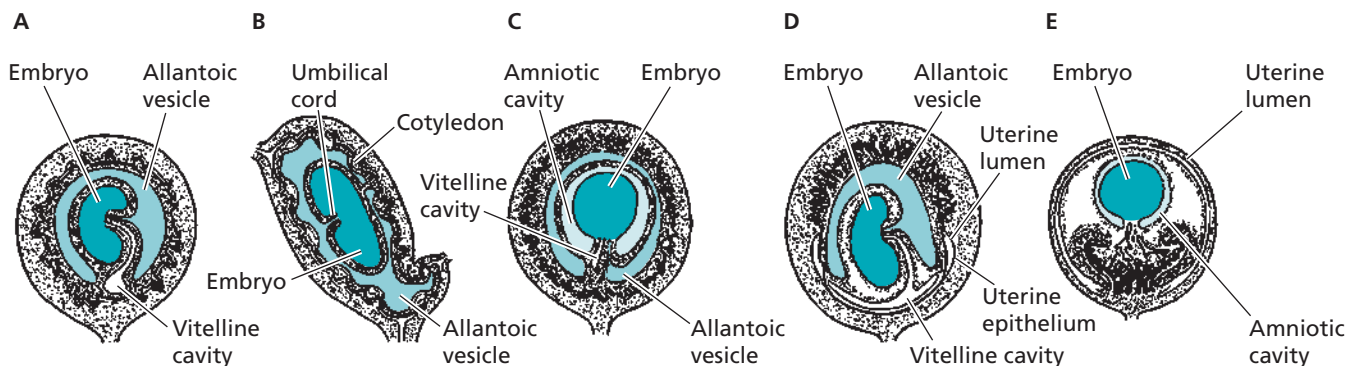 A
B
C
D
E
Embryo
Allantoic
vesicle
Umbilical
cord
Cotyledon
Embryo
Allantoic
vesicle
Vitelline
cavity
Amniotic
cavity
Embryo
Vitelline
cavity
Allantoic
vesicle
Embryo
Allantoic
vesicle
Uterine
lumen
Uterine
epithelium
Vitelline cavity
Embryo
Uterine
lumen
Amniotic
cavity